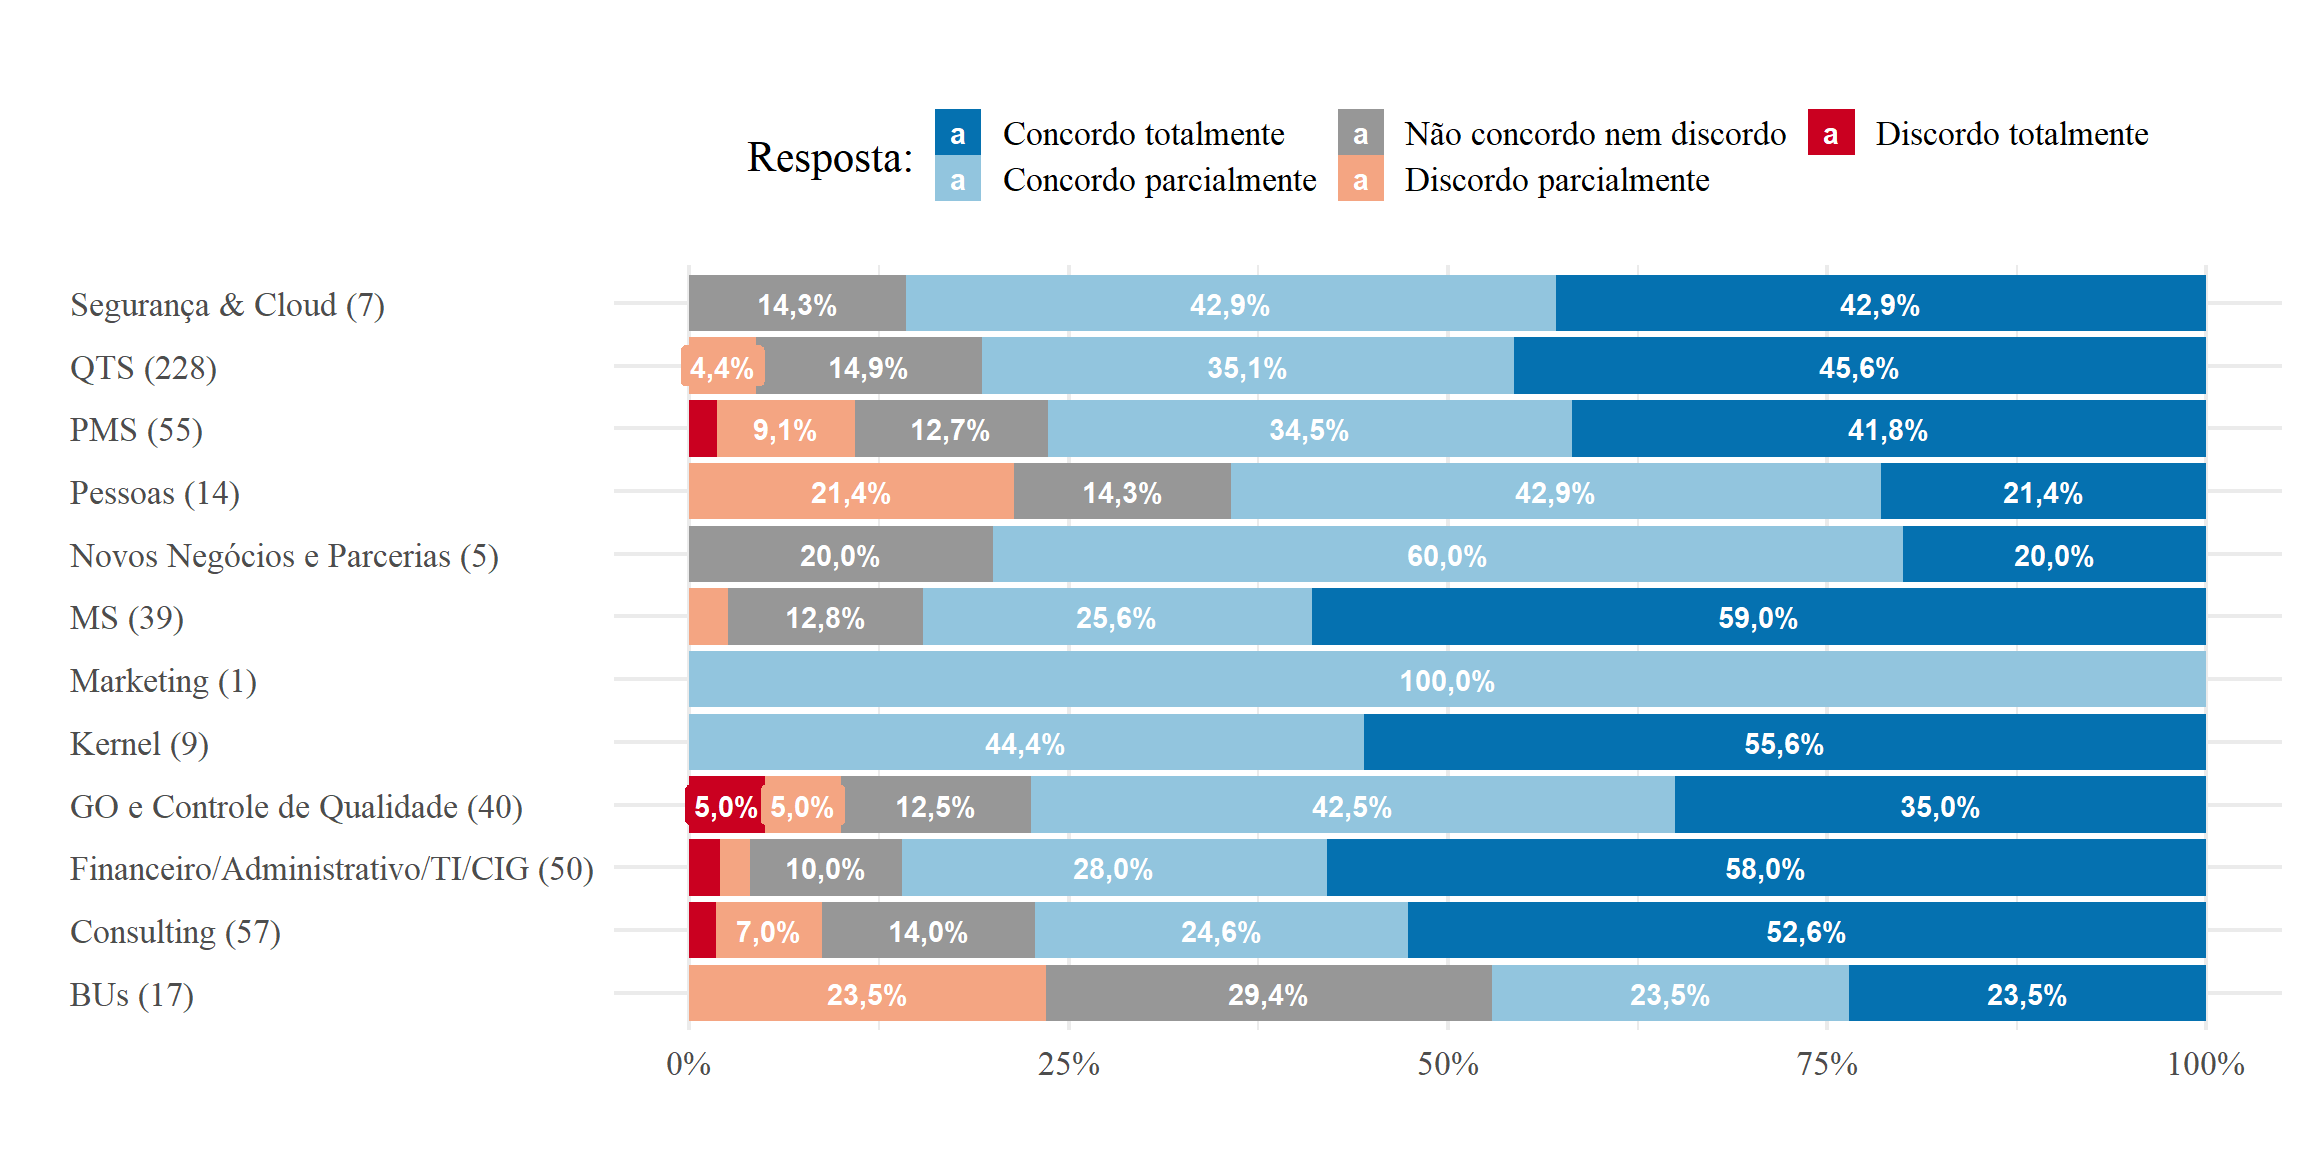 Resposta:
a Concordo totalmente a Não concordo nem discordo a Discordo totalmente
a Concordo parcialmente a Discordo parcialmente
Segurança & Cloud (7) 14,3% 42,9% 42,9%
QTS (228) 4,4% 14,9% 35,1% 45,6%
PMS (55) 9,1% 12,7% 34,5% 41,8%
Pessoas (14) 21,4% 14,3% 42,9% 21,4%
Novos Negócios e Parcerias (5) 20,0% 60,0% 20,0%
MS (39) 12,8% 25,6% 59,0%
Marketing (1) 100,0%
Kernel (9) 44,4% 55,6%
GO e Controle de Qualidade (40) 5,0% 5,0% 12,5% 42,5% 35,0%
Financeiro/Administrativo/TI/CIG (50) 10,0% 28,0% 58,0%
Consulting (57) 7,0% 14,0% 24,6% 52,6%
BUs (17) 23,5% 29,4% 23,5% 23,5%
0% 25% 50% 75% 100%